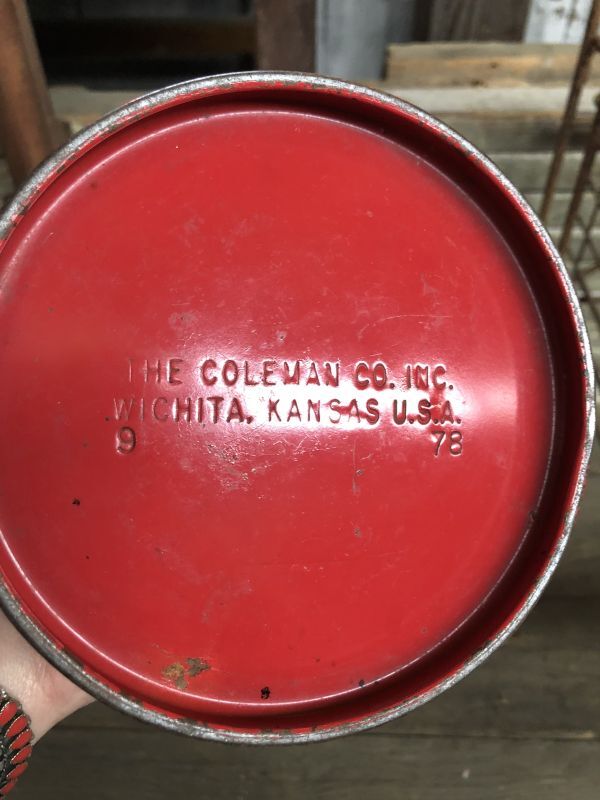 THE COLEMAN CO. INC.
WICHITA, KANSAS U.S.A.
9 78